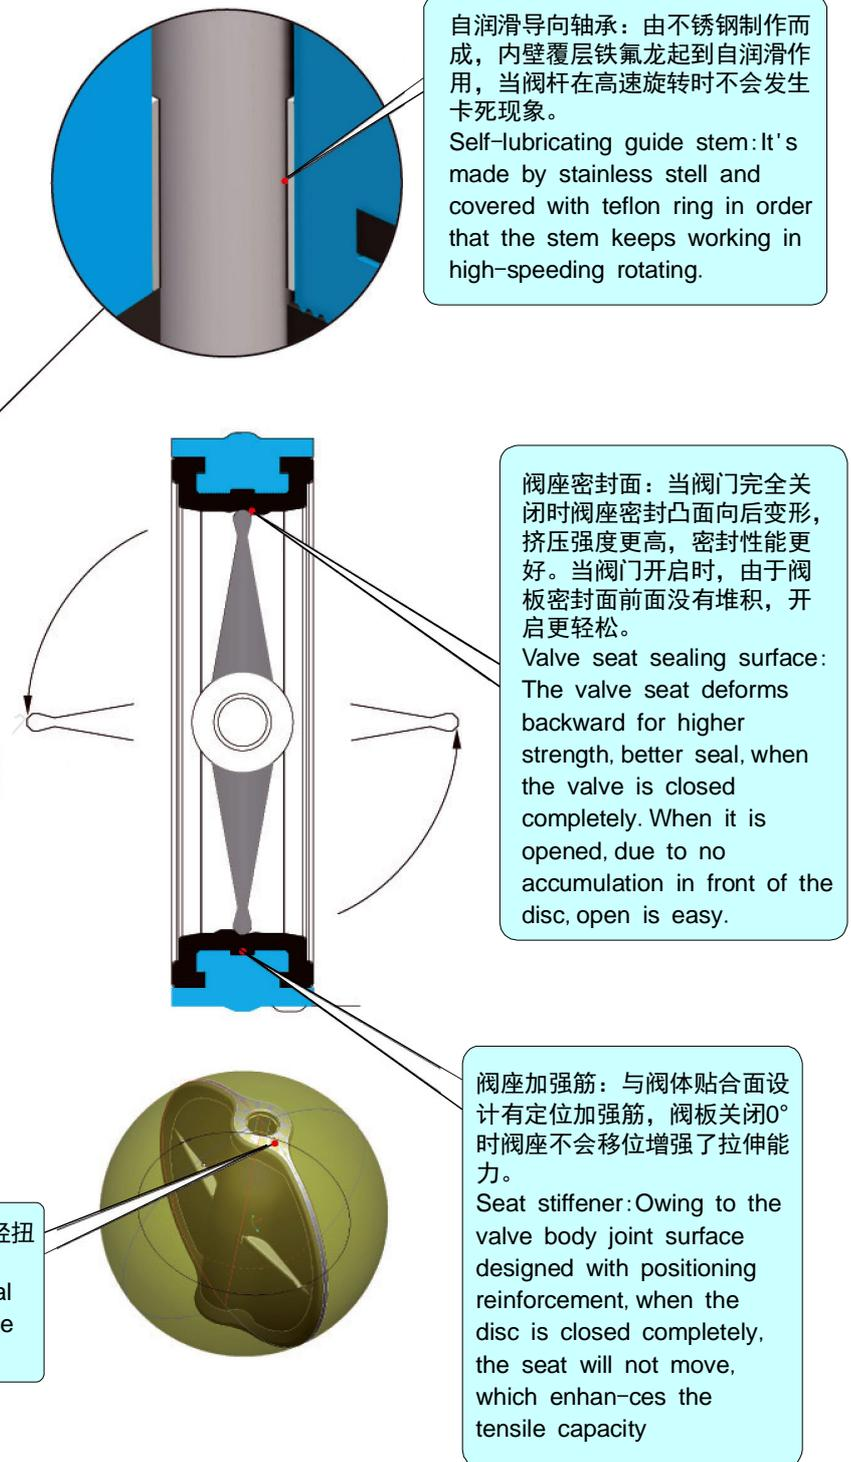 自润滑导向轴承：由不锈钢制作而
成，内壁覆层铁氟龙起到自润滑作
用，当阀杆在高速旋转时不会发生
卡死现象。
Self-lubricating guide stem:It's
made by stainless stell and
covered with teflon ring in order
that the stem keeps working in
high-speeding rotating.
阀座密封面：当阀门完全关
闭时阀座密封凸面向后变形，
挤压强度更高，密封性能更
好。当阀门开启时，由于阀
板密封面前面没有堆积，开
启更轻松。
Valve seat sealing surface:
The valve seat deforms
backward for higher
strength, better seal, when
the valve is closed
completely. When it is
opened, due to no
accumulation in front of the
disc, open is easy.
阀座加强筋：与阀体贴合面设
计有定位加强筋，阀板关闭0°
时阀座不会移位增强了拉伸能
力。
Seat stiffener:Owing to the
valve body joint surface
designed with positioning
reinforcement, when the
disc is closed completely,
the seat will not move,
which enhan-ces the
tensile capacity
扭
al
e